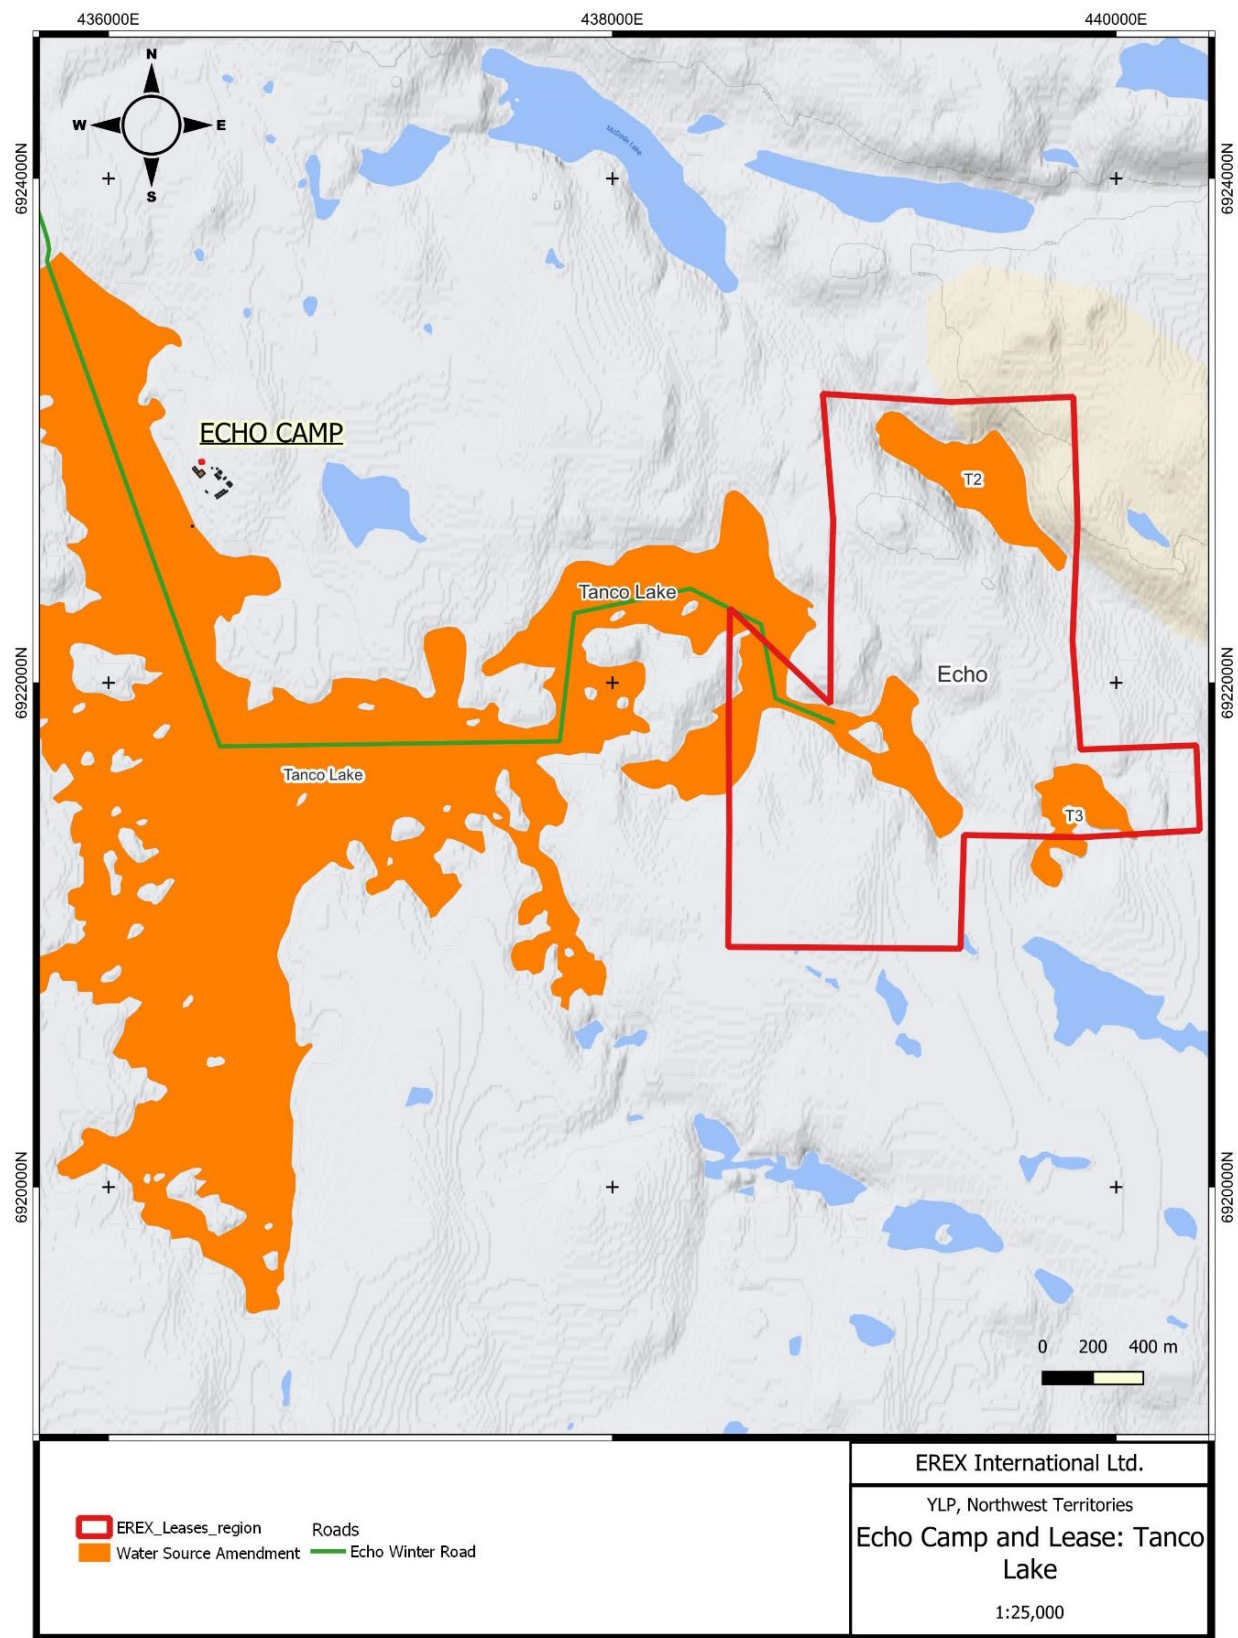 436000E
438000E
440000E
N
W
E
S
6924000N
6924000N
McCrosie Lake
ECHO CAMP
T2
Tanco Lake
Echo
6922000N
6922000N
Tanco Lake
T3
6920000N
6920000N
0 200 400 m
EREX International Ltd.
YLP, Northwest Territories
Echo Camp and Lease: Tanco
Lake
1:25,000
EREX_Leases_region
Water Source Amendment
Roads
Echo Winter Road